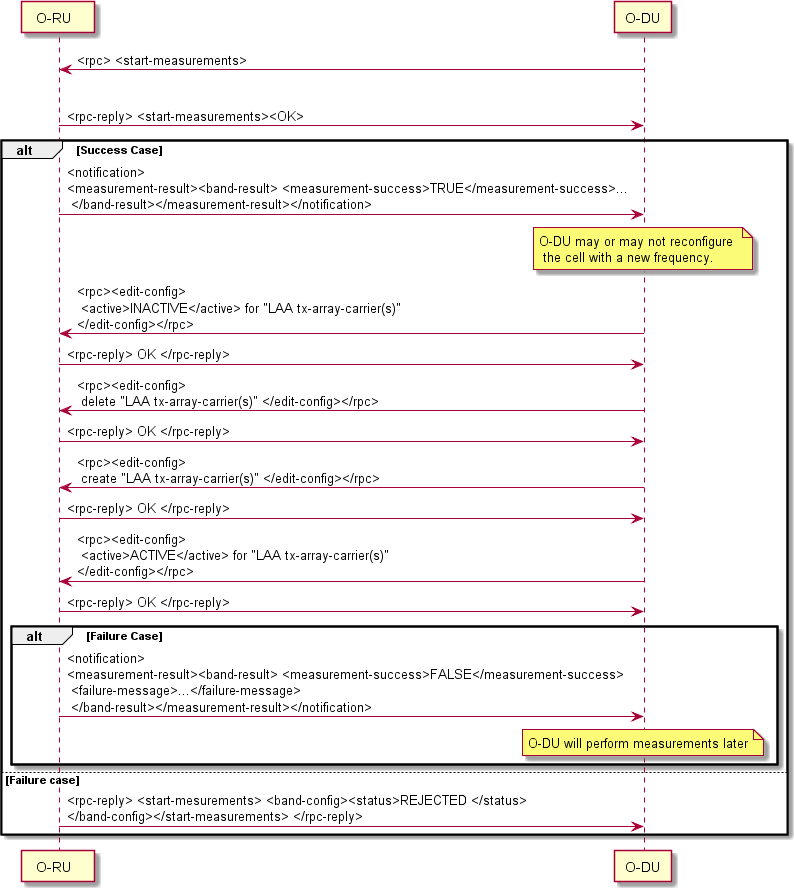 O-RU O-DU
<rpc> <start-measurements>
<rpc-reply> <start-measurements><OK>
alt [Success Case]
<notification>
<measurement-result><band-result> <measurement-success>TRUE</measurement-success>...
</band-result></measurement-result></notification>
O-DU may or may not reconfigure
the cell with a new frequency.
<rpc><edit-config>
<active>INACTIVE</active> for "LAA tx-array-carrier(s)"
</edit-config></rpc>
<rpc-reply> OK </rpc-reply>
<rpc><edit-config>
delete "LAA tx-array-carrier(s)" </edit-config></rpc>
<rpc-reply> OK </rpc-reply>
<rpc><edit-config>
create "LAA tx-array-carrier(s)" </edit-config></rpc>
<rpc-reply> OK </rpc-reply>
<rpc><edit-config>
<active>ACTIVE</active> for "LAA tx-array-carrier(s)"
</edit-config></rpc>
<rpc-reply> OK </rpc-reply>
alt [Failure Case]
<notification>
<measurement-result><band-result> <measurement-success>FALSE</measurement-success>
<failure-message>...</failure-message>
</band-result></measurement-result></notification>
O-DU will perform measurements later
[Failure case]
<rpc-reply> <start-mesurements> <band-config><status>REJECTED </status>
</band-config></start-measurements> </rpc-reply>
O-RU O-DU